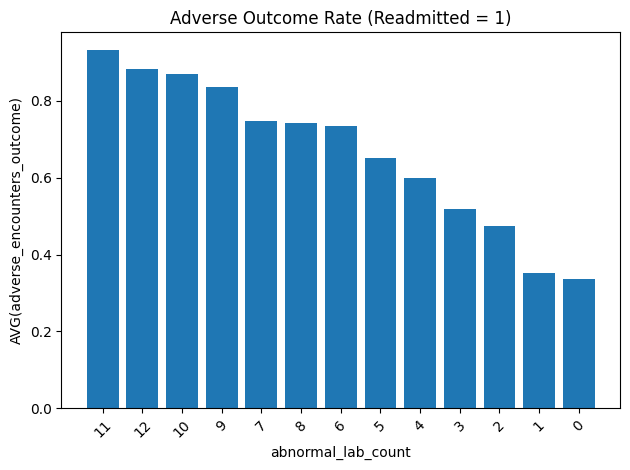 Adverse Outcome Rate (Readmitted = 1)
AVG(adverse_encounters_outcome)
0.8
0.6
0.4
0.2
0.0
11 12 10 9 7 8 6 5 4 3 2 1 0
abnormal_lab_count